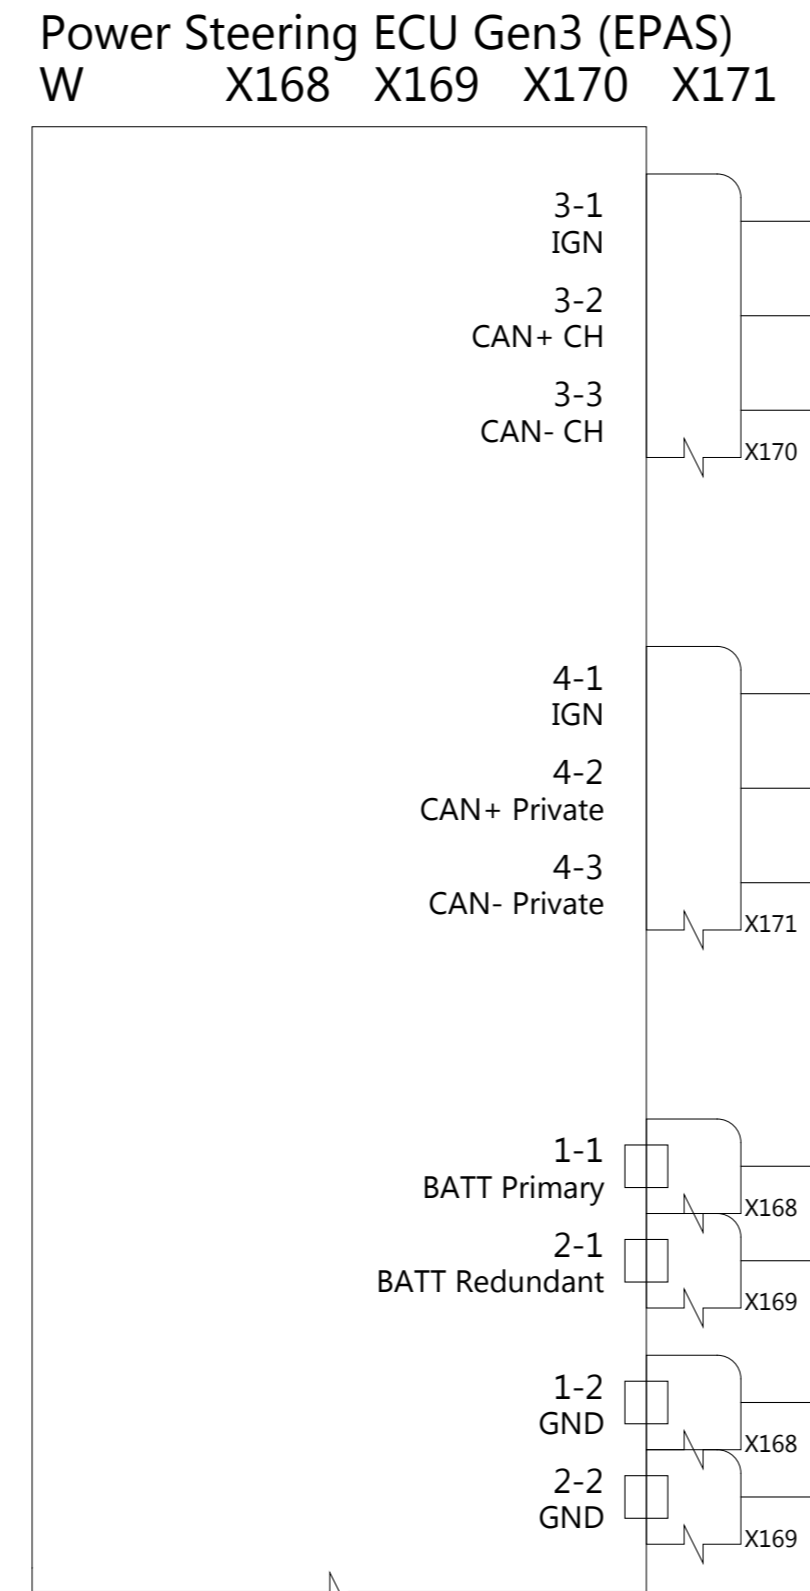 Power Steering ECU Gen3 (EPAS)
W X168 X169 X170 X171
3-1
IGN
3-2
CAN+ CH
3-3
CAN- CH
X170
4-1
IGN
4-2
CAN+ Private
4-3
CAN- Private
X171
1-1
BATT Primary
X168
2-1
BATT Redundant
X169
1-2
GND
X168
2-2
GND
X169